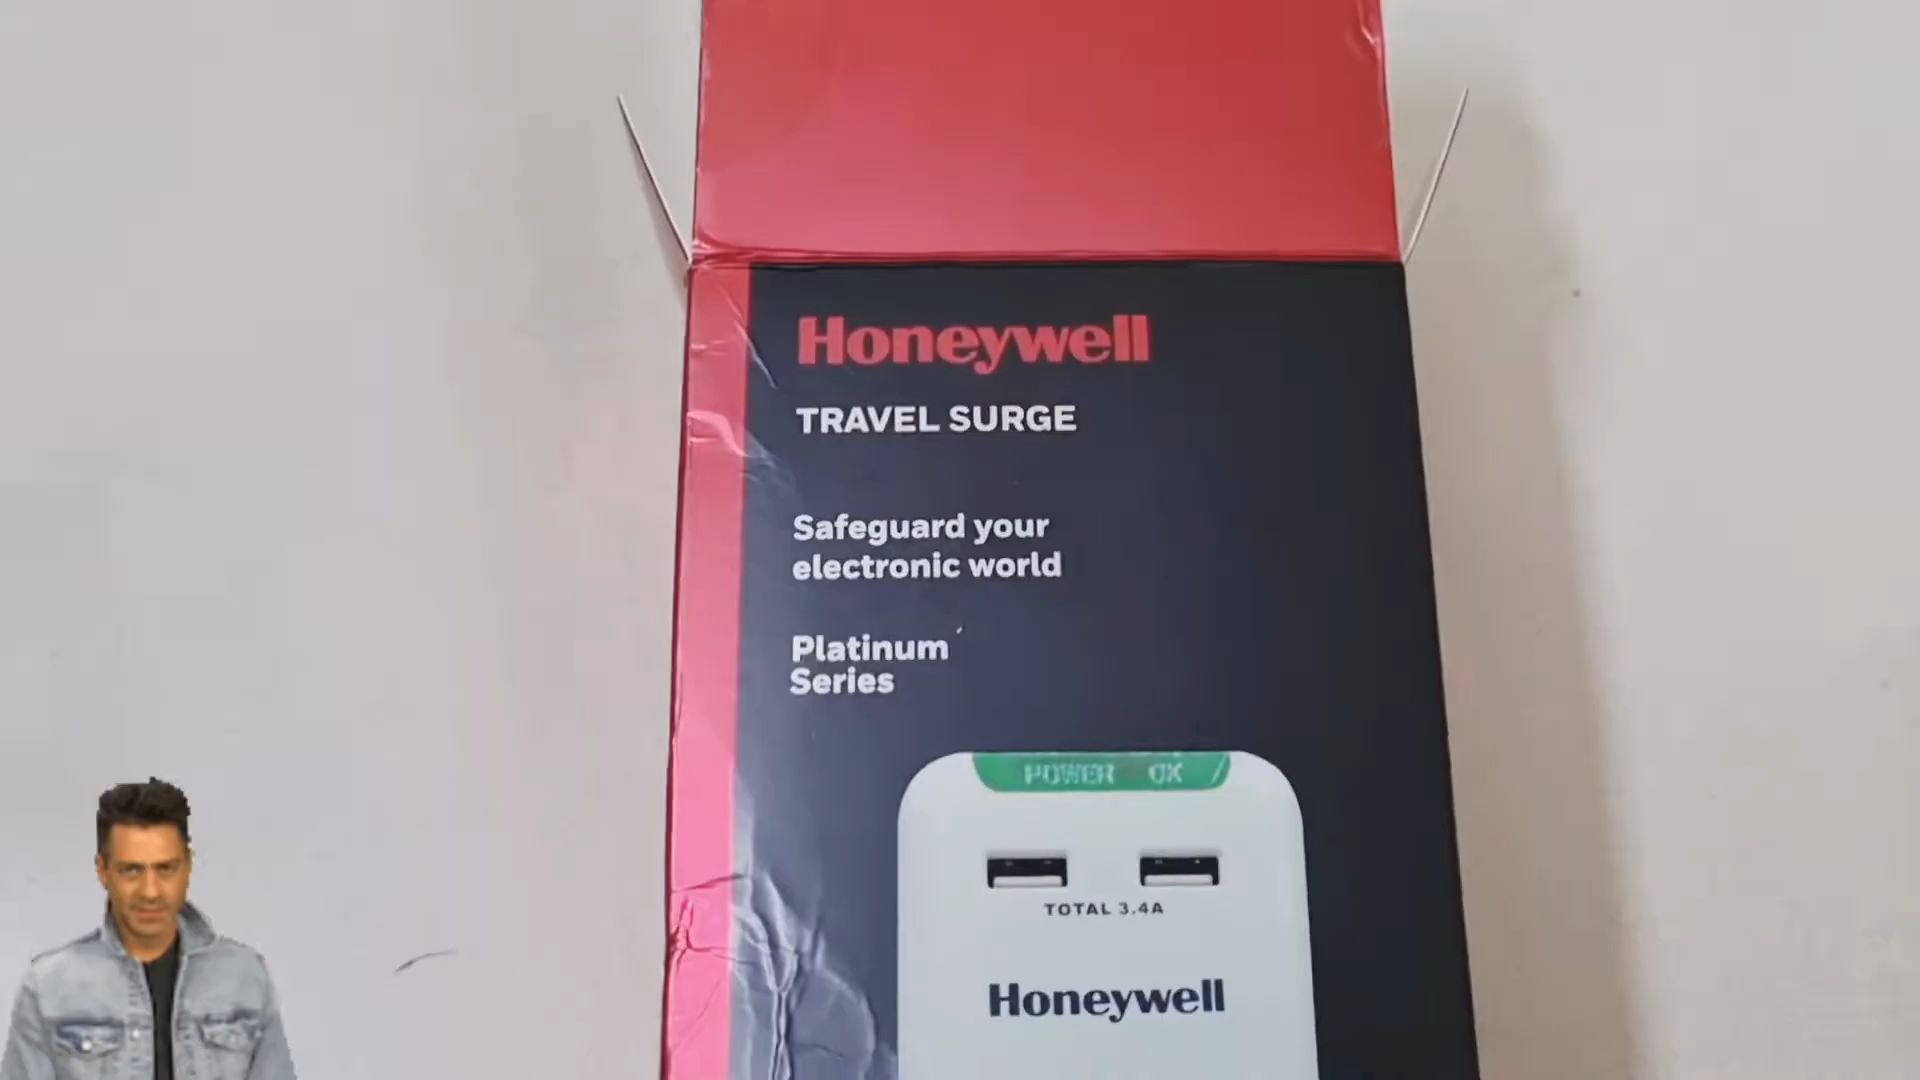 Honeywell
TRAVEL SURGE
Safeguard your
electronic world
Platinum
Series
POWER OK
TOTAL 3.4A
Honeywell